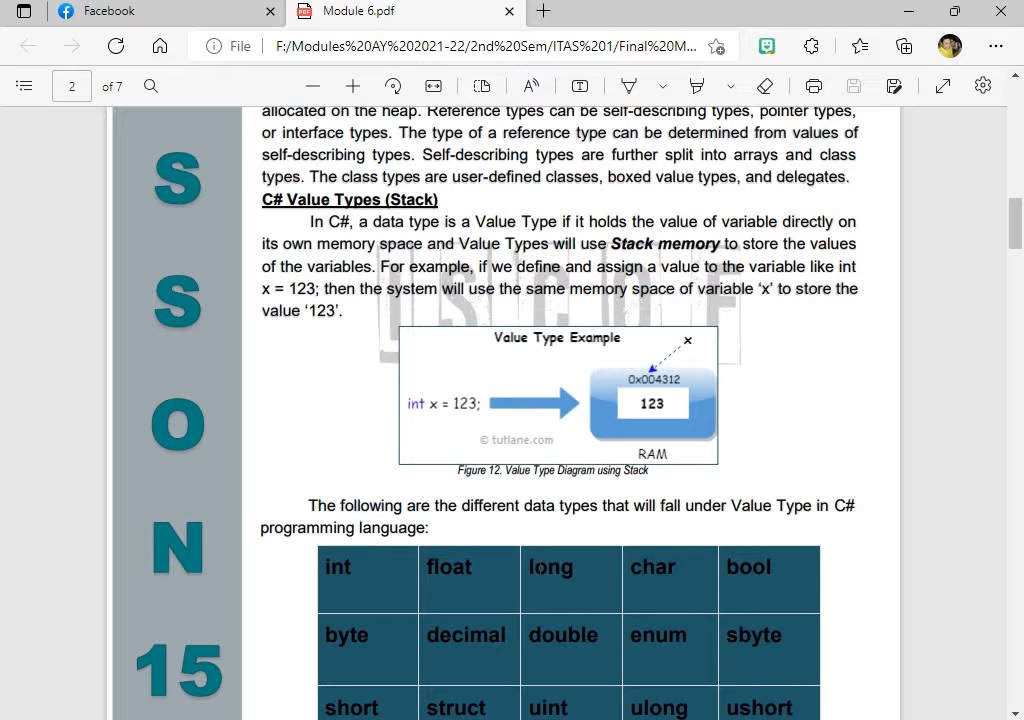 Facebook
Module 6.pdf
File
F:/Modules%20AY%202021-22/2nd%20Sem/ITAS%201/Final%20M...
2
of 7
allocated on the heap. Reference types can be self-describing types, pointer types,
or interface types. The type of a reference type can be determined from values of
self-describing types. Self-describing types are further split into arrays and class
types. The class types are user-defined classes, boxed value types, and delegates.
C# Value Types (Stack)
In C#, a data type is a Value Type if it holds the value of variable directly on
its own memory space and Value Types will use Stack memory to store the values
of the variables. For example, if we define and assign a value to the variable like int
x = 123; then the system will use the same memory space of variable ‘x’ to store the
value ‘123’.
Value Type Example
x
0x004312
int x = 123;
123
© tutlane.com
RAM
Figure 12. Value Type Diagram using Stack
The following are the different data types that will fall under Value Type in C#
programming language:
int float long char bool
byte decimal double enum sbyte
short struct uint ulong ushort
S
S
O
N
15